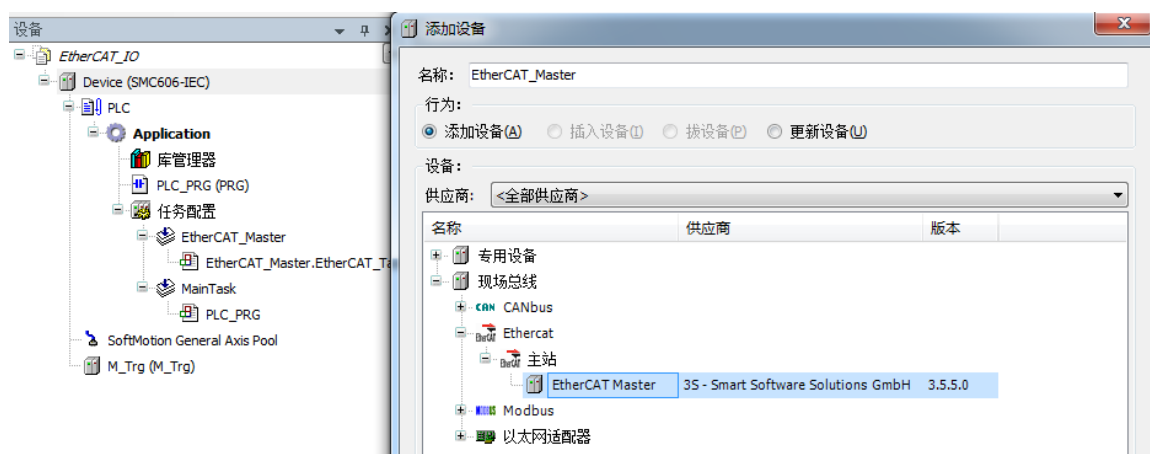 设备
EtherCAT_IO
Device (SMC606-IEC)
PLC
Application
库管理器
PLC_PRG (PRG)
任务配置
EtherCAT_Master
EtherCAT_Master.EtherCAT_Ta
MainTask
PLC_PRG
SoftMotion General Axis Pool
M_Trg (M_Trg)
添加设备
名称: EtherCAT_Master
行为:
添加设备(A) 插入设备(I) 拔设备(P) 更新设备(U)
设备:
供应商: <全部供应商>
名称 供应商 版本
专用设备
现场总线
CAN CANbus
EtherCAT Ethercat
EtherCAT 主站
EtherCAT Master 3S - Smart Software Solutions GmbH 3.5.5.0
MODBUS Modbus
以太网适配器